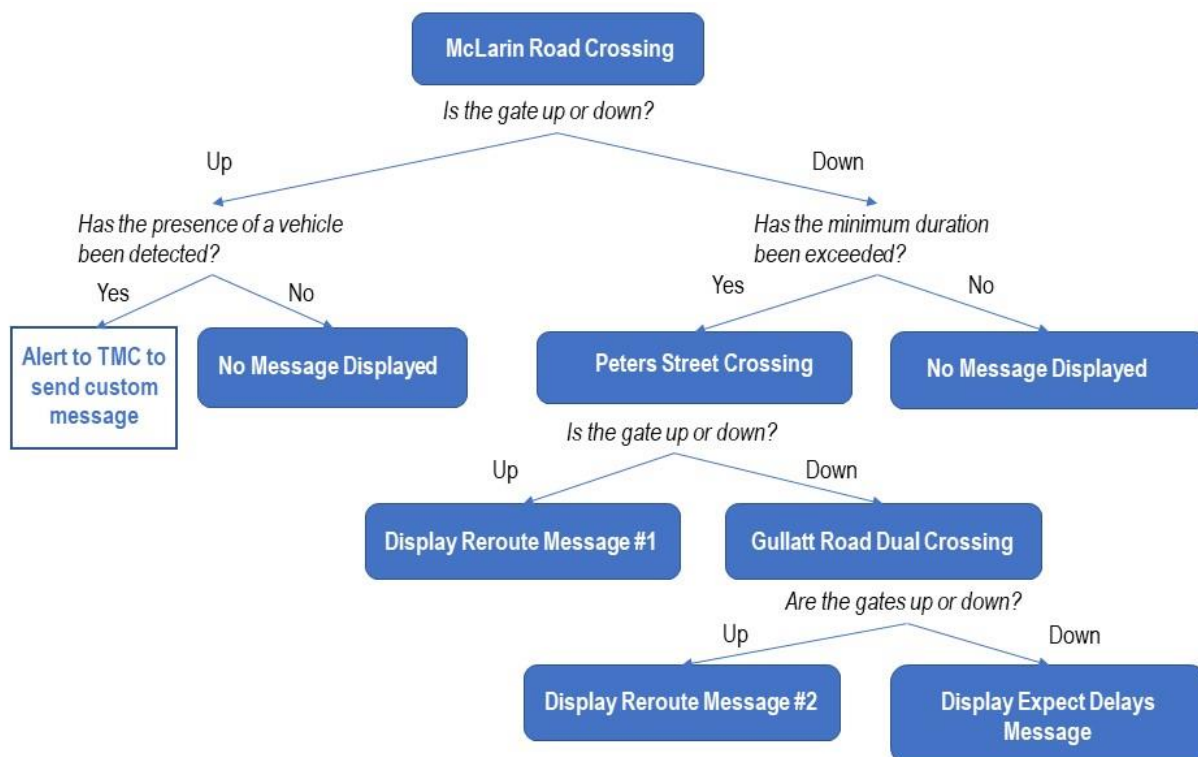 McLarin Road Crossing
Is the gate up or down?
Up
Down
Has the presence of a vehicle
been detected?
Has the minimum duration
been exceeded?
Yes
No
Yes
No
Alert to TMC to
send custom
message
No Message Displayed
Peters Street Crossing
No Message Displayed
Is the gate up or down?
Up
Down
Display Reroute Message #1
Gullatt Road Dual Crossing
Are the gates up or down?
Up
Down
Display Reroute Message #2
Display Expect Delays
Message